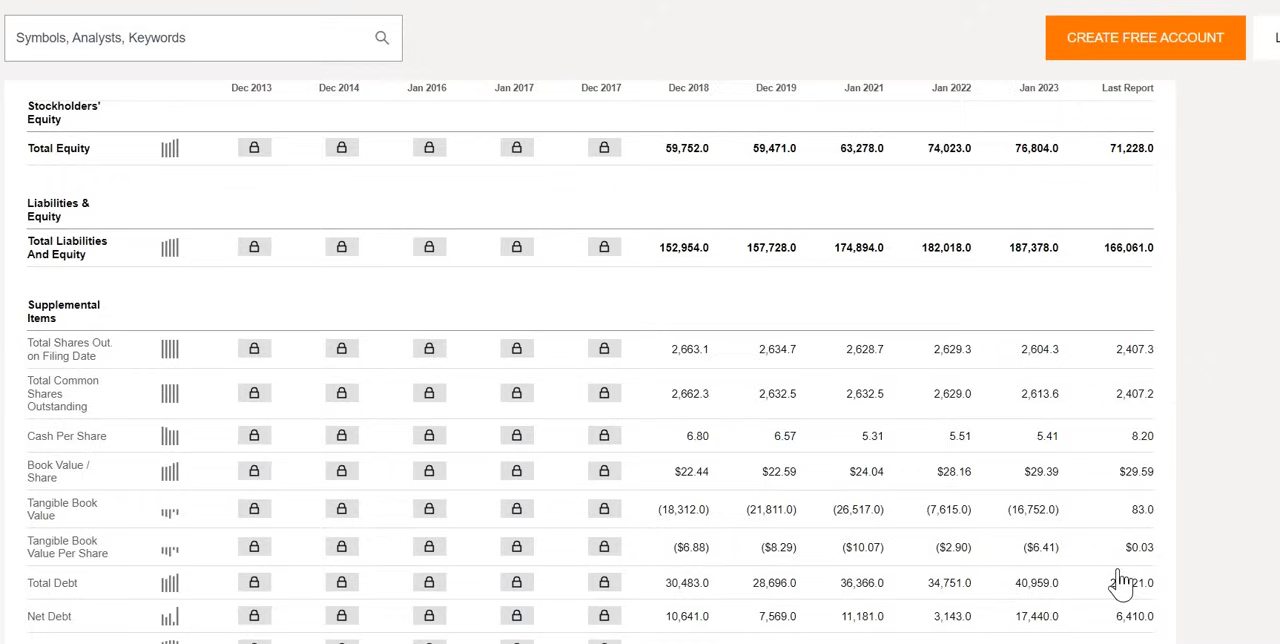 Symbols, Analysts, Keywords
CREATE FREE ACCOUNT
Dec 2013 Dec 2014 Jan 2016 Jan 2017 Dec 2017 Dec 2018 Dec 2019 Jan 2021 Jan 2022 Jan 2023 Last Report
Stockholders'
Equity
Total Equity 59,752.0 59,471.0 63,278.0 74,023.0 76,804.0 71,228.0
Liabilities &
Equity
Total Liabilities
And Equity 152,954.0 157,728.0 174,894.0 182,018.0 187,378.0 166,061.0
Supplemental
Items
Total Shares Out.
on Filing Date 2,663.1 2,634.7 2,628.7 2,629.3 2,604.3 2,407.3
Total Common
Shares
Outstanding 2,662.3 2,632.5 2,632.5 2,629.0 2,613.6 2,407.2
Cash Per Share 6.80 6.57 5.31 5.51 5.41 8.20
Book Value /
Share $22.44 $22.59 $24.04 $28.16 $29.39 $29.59
Tangible Book
Value (18,312.0) (21,811.0) (26,517.0) (7,615.0) (16,752.0) 83.0
Tangible Book
Value Per Share ($6.88) ($8.29) ($10.07) ($2.90) ($6.41) $0.03
Total Debt 30,483.0 28,696.0 36,366.0 34,751.0 40,959.0
Net Debt 10,641.0 7,569.0 11,181.0 3,143.0 17,440.0 6,410.0